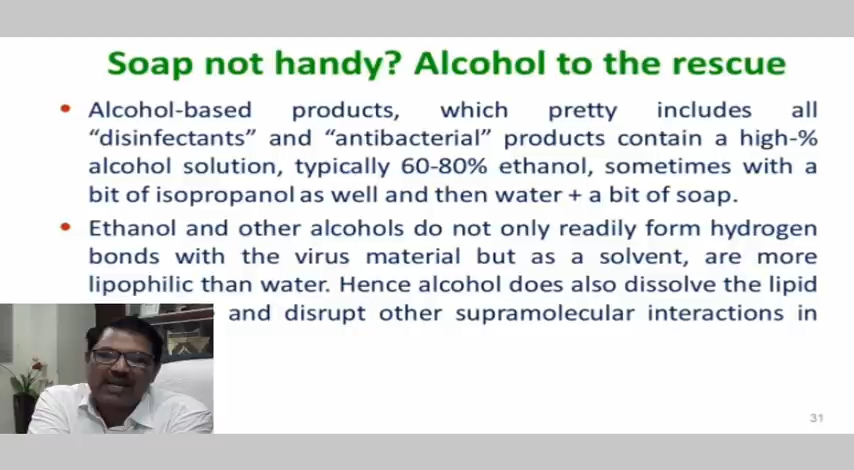 Soap not handy? Alcohol to the rescue
• Alcohol-based products, which pretty includes all
“disinfectants” and “antibacterial” products contain a high-%
alcohol solution, typically 60-80% ethanol, sometimes with a
bit of isopropanol as well and then water + a bit of soap.
• Ethanol and other alcohols do not only readily form hydrogen
bonds with the virus material but as a solvent, are more
lipophilic than water. Hence alcohol does also dissolve the lipid
and disrupt other supramolecular interactions in
31